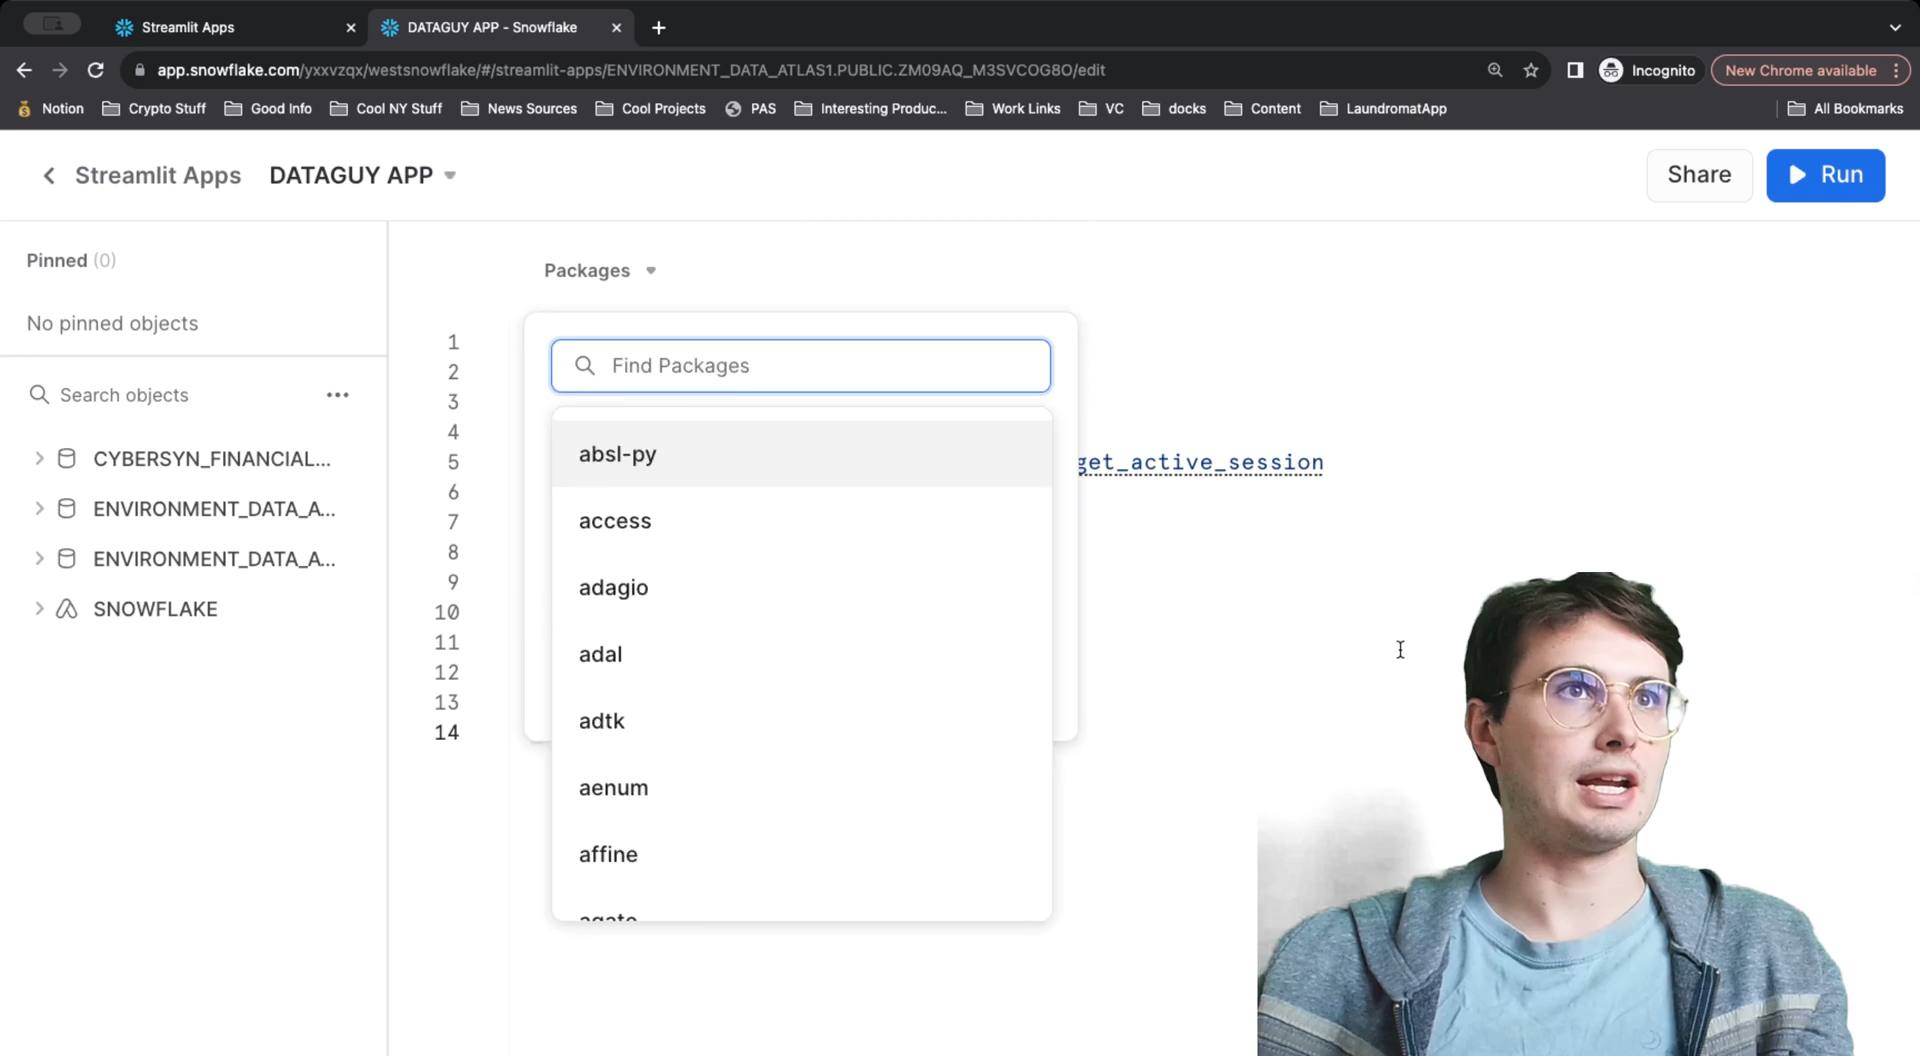 Streamlit Apps
DATAGUY APP - Snowflake
app.snowflake.com/yxxvzqx/westsnowflake/#/streamlit-apps/ENVIRONMENT_DATA_ATLAS1.PUBLIC.ZM09AQ_M3SVCOG8O/edit
Incognito
New Chrome available
Notion
Crypto Stuff
Good Info
Cool NY Stuff
News Sources
Cool Projects
PAS
Interesting Produc...
Work Links
VC
docks
Content
LaundromatApp
All Bookmarks
Streamlit Apps
DATAGUY APP
Share
Run
Pinned (0)
No pinned objects
Search objects
CYBERSYN_FINANCIAL...
ENVIRONMENT_DATA_A...
ENVIRONMENT_DATA_A...
SNOWFLAKE
Packages
1
2
3
4
5
6
7
8
9
10
11
12
13
14
get_active_session
Find Packages
absl-py
access
adagio
adal
adtk
aenum
affine